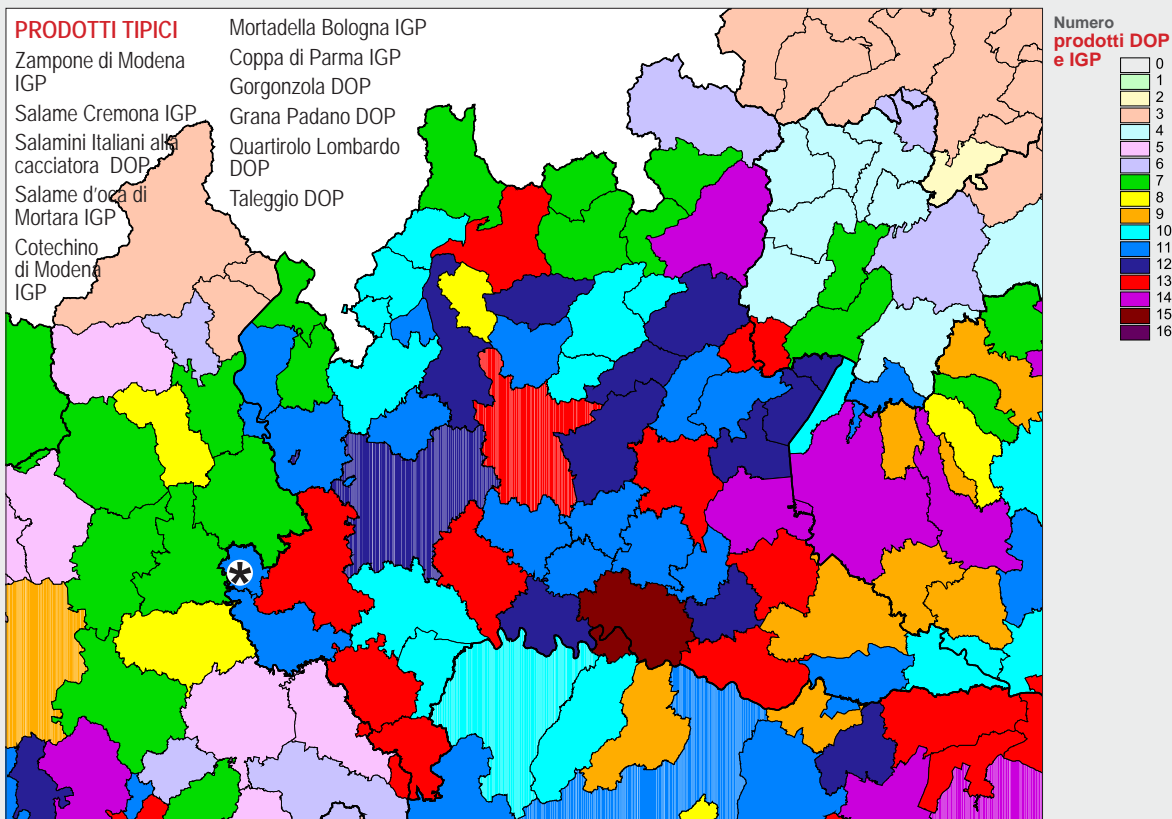 PRODOTTI TIPICI
Zampone di Modena
IGP
Salame Cremona IGP
Salamini Italiani alla
cacciatora DOP
Salame d'oca di
Mortara IGP
Cotechino
di Modena
IGP
Mortadella Bologna IGP
Coppa di Parma IGP
Gorgonzola DOP
Grana Padano DOP
Quartirolo Lombardo
DOP
Taleggio DOP
Numero
prodotti DOP
e IGP
0
1
2
3
4
5
6
7
8
9
10
11
12
13
14
15
16
*